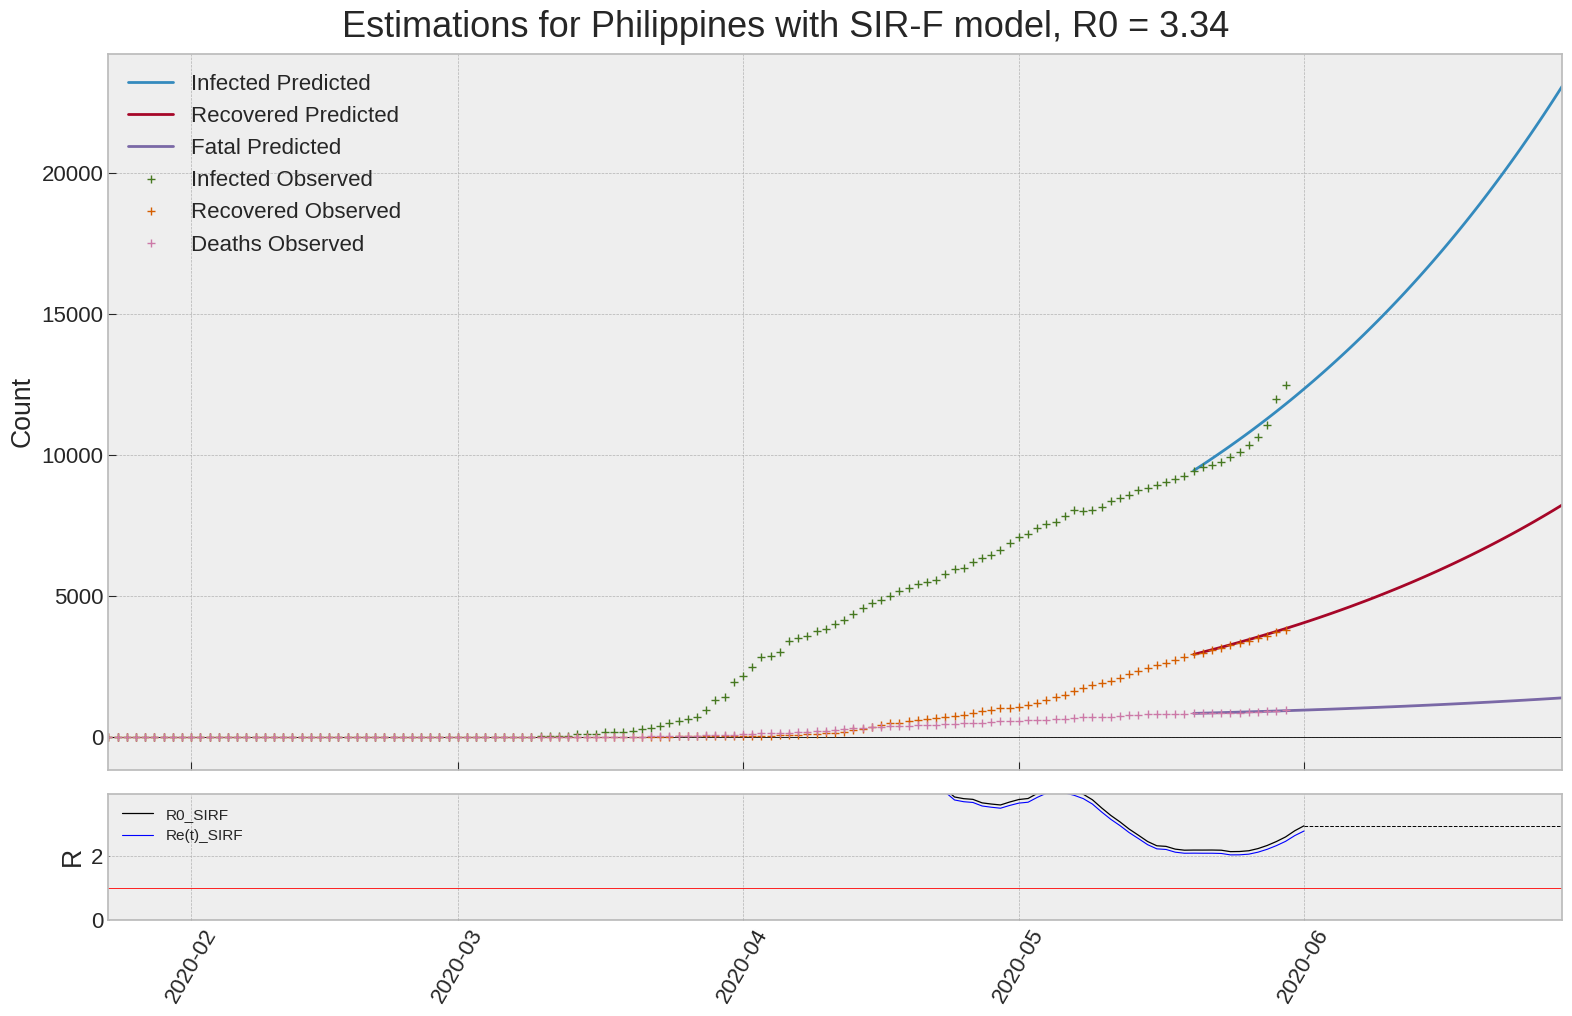 Estimations for Philippines with SIR-F model, R0 = 3.34
Infected Predicted
Recovered Predicted
Fatal Predicted
Infected Observed
Recovered Observed
Deaths Observed
Count
20000
15000
10000
5000
0
R0_SIRF
Re(t)_SIRF
R
2
0
2020-02
2020-03
2020-04
2020-05
2020-06